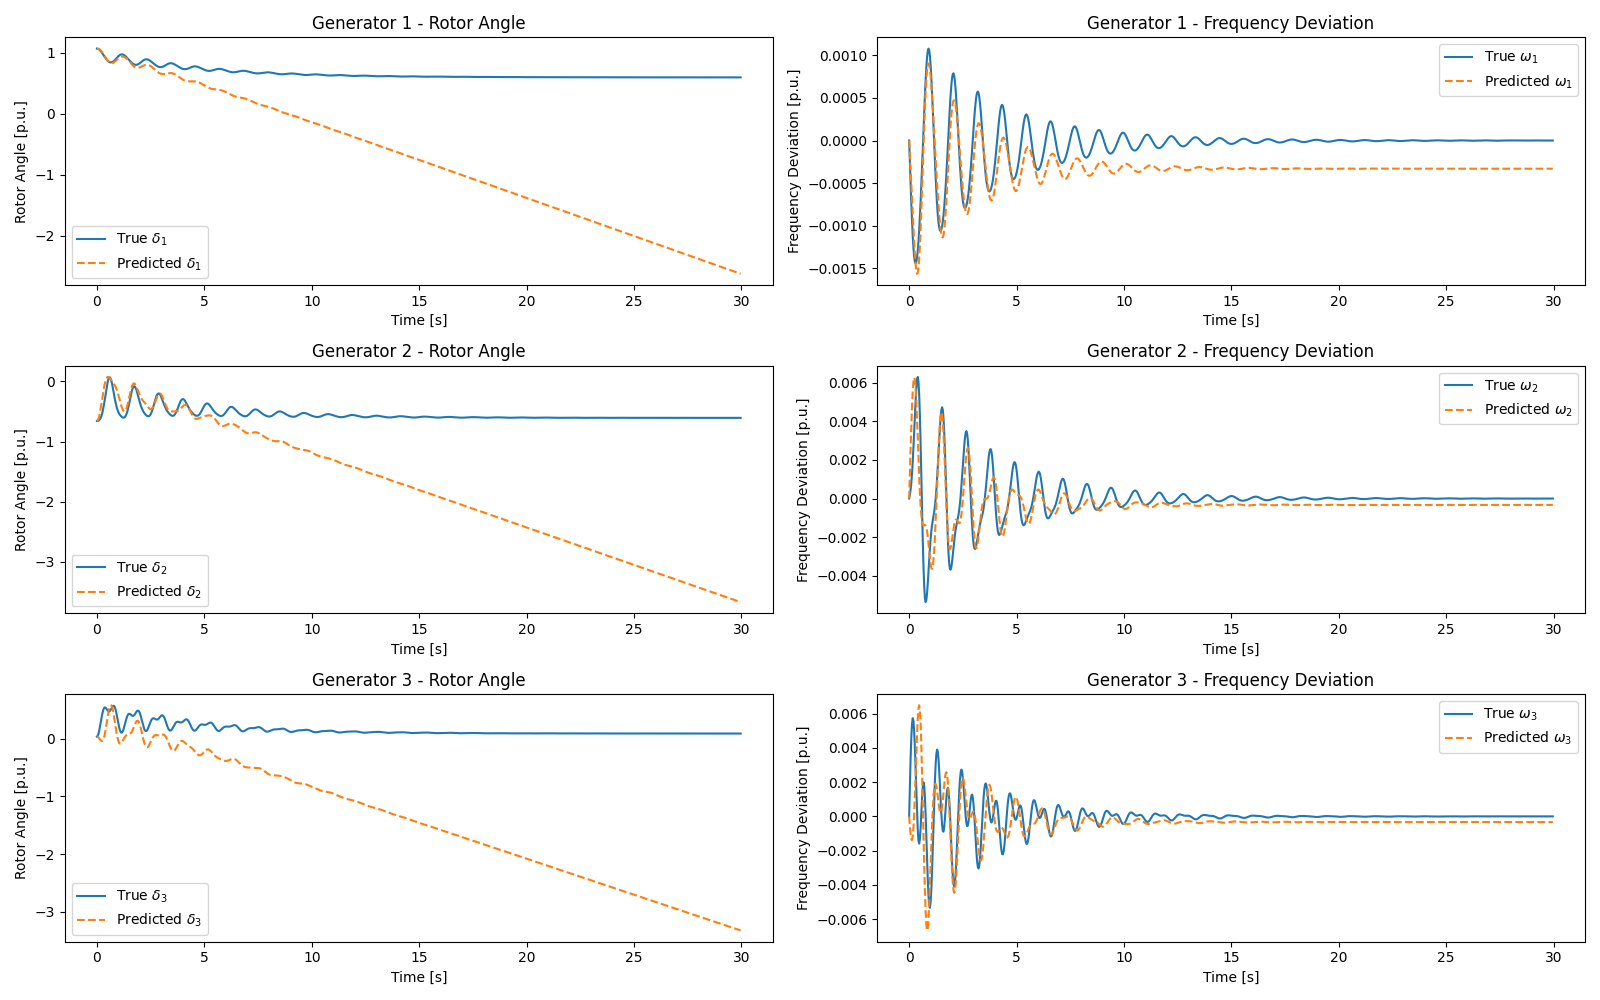 Generator 1 - Rotor Angle
Rotor Angle [p.u.]
1
0
−1
−2
True δ1
Predicted δ1
0 5 10 15 20 25 30
Time [s]
Generator 1 - Frequency Deviation
Frequency Deviation [p.u.]
0.0010
0.0005
0.0000
−0.0005
−0.0010
−0.0015
True ω1
Predicted ω1
0 5 10 15 20 25 30
Time [s]
Generator 2 - Rotor Angle
Rotor Angle [p.u.]
0
−1
−2
−3
True δ2
Predicted δ2
0 5 10 15 20 25 30
Time [s]
Generator 2 - Frequency Deviation
Frequency Deviation [p.u.]
0.006
0.004
0.002
0.000
−0.002
−0.004
True ω2
Predicted ω2
0 5 10 15 20 25 30
Time [s]
Generator 3 - Rotor Angle
Rotor Angle [p.u.]
0
−1
−2
−3
True δ3
Predicted δ3
0 5 10 15 20 25 30
Time [s]
Generator 3 - Frequency Deviation
Frequency Deviation [p.u.]
0.006
0.004
0.002
0.000
−0.002
−0.004
−0.006
True ω3
Predicted ω3
0 5 10 15 20 25 30
Time [s]